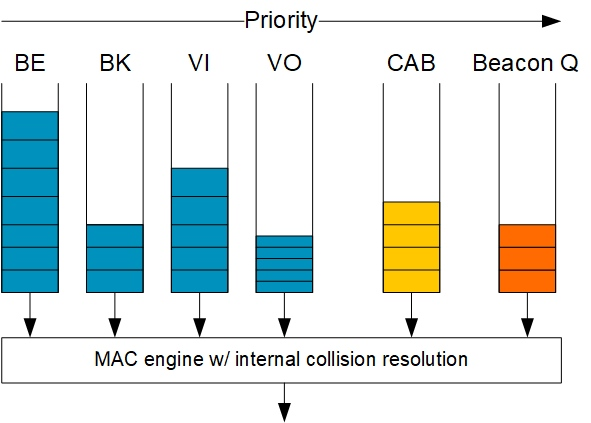 Priority
BE BK VI VO CAB Beacon Q
MAC engine w/ internal collision resolution